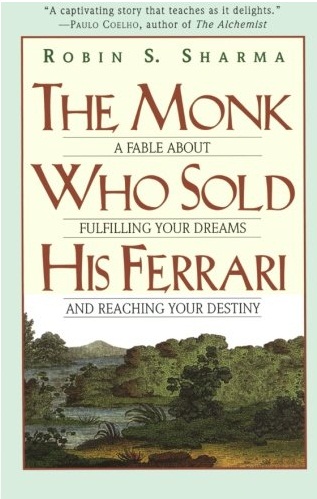 "A captivating story that teaches as it delights."
—Paulo Coelho, author of The Alchemist
Robin S. Sharma
The Monk
A Fable About
Who Sold
Fulfilling Your Dreams
His Ferrari
and Reaching Your Destiny